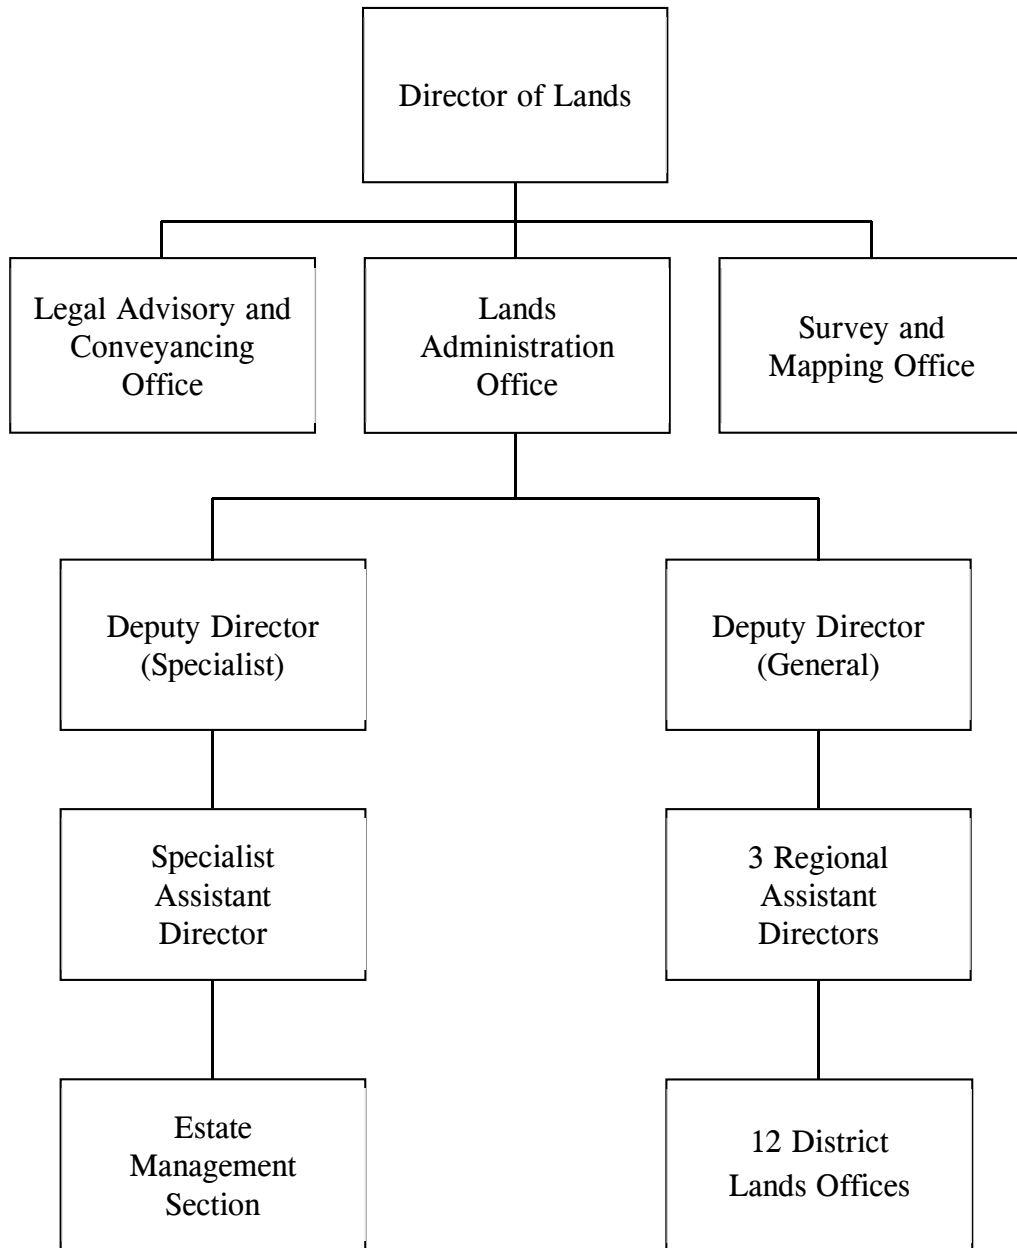 Director of Lands
Legal Advisory and
Conveyancing
Office
Lands
Administration
Office
Survey and
Mapping Office
Deputy Director
(Specialist)
Deputy Director
(General)
Specialist
Assistant
Director
3 Regional
Assistant
Directors
Estate
Management
Section
12 District
Lands Offices